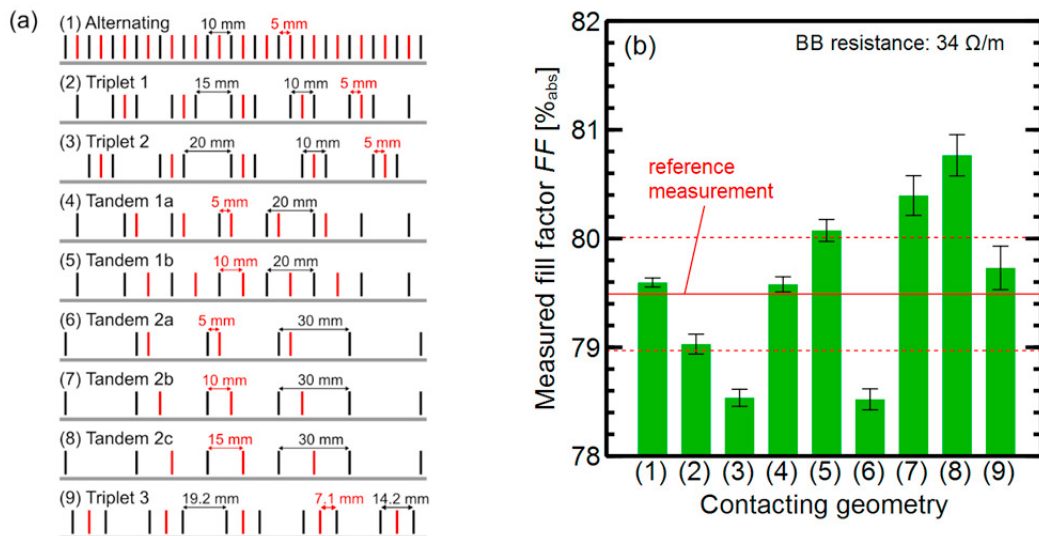 (a)
(1) Alternating
10 mm
5 mm
(2) Triplet 1
15 mm
10 mm
5 mm
(3) Triplet 2
20 mm
10 mm
5 mm
(4) Tandem 1a
5 mm
20 mm
(5) Tandem 1b
10 mm
20 mm
(6) Tandem 2a
5 mm
30 mm
(7) Tandem 2b
10 mm
30 mm
(8) Tandem 2c
15 mm
30 mm
(9) Triplet 3
19.2 mm
7.1 mm
14.2 mm
(b)
BB resistance: 34 Ω/m
reference
measurement
Measured fill factor FF [%abs]
82
81
80
79
78
(1) (2) (3) (4) (5) (6) (7) (8) (9)
Contacting geometry